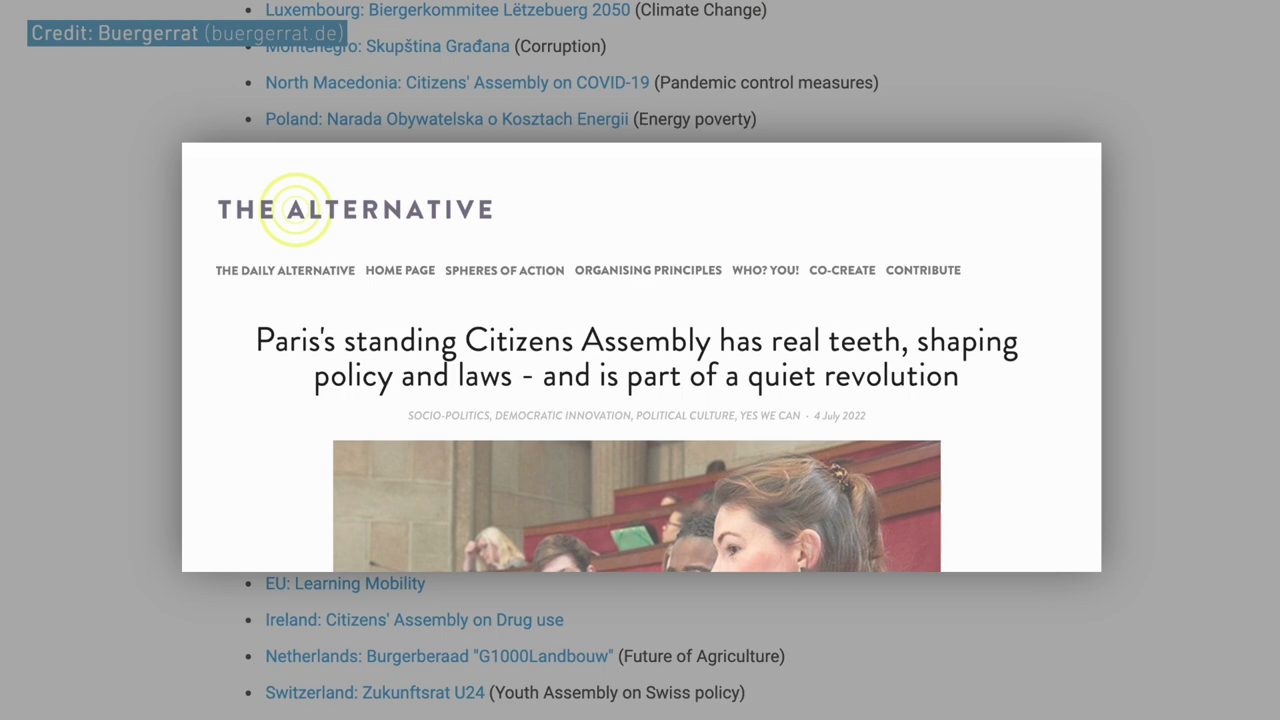 Luxembourg: Biergerkommitee Lëtzebuerg 2050 (Climate Change)
Credit: Buergerrat (buergerrat.de)
Montenegro: Skupština Građana (Corruption)
North Macedonia: Citizens' Assembly on COVID-19 (Pandemic control measures)
Poland: Narada Obywatelska o Kosztach Energii (Energy poverty)
THE ALTERNATIVE
THE DAILY ALTERNATIVE HOME PAGE SPHERES OF ACTION ORGANISING PRINCIPLES WHO? YOU! CO-CREATE CONTRIBUTE
Paris's standing Citizens Assembly has real teeth, shaping
policy and laws - and is part of a quiet revolution
SOCIO-POLITICS, DEMOCRATIC INNOVATION, POLITICAL CULTURE, YES WE CAN · 4 July 2022
EU: Learning Mobility
Ireland: Citizens' Assembly on Drug use
Netherlands: Burgerberaad "G1000Landbouw" (Future of Agriculture)
Switzerland: Zukunftsrat U24 (Youth Assembly on Swiss policy)